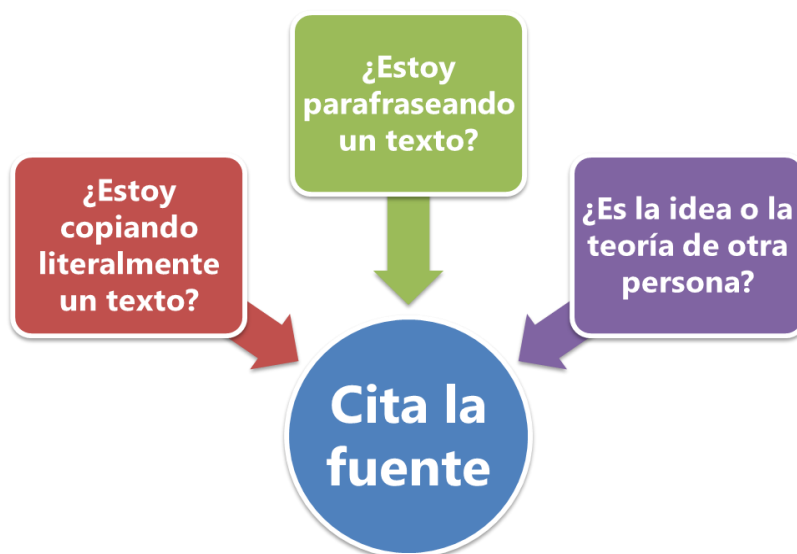 ¿Estoy
parafraseando
un texto?
¿Estoy
copiando
literalmente
un texto?
¿Es la idea o la
teoría de otra
persona?
Cita la
fuente